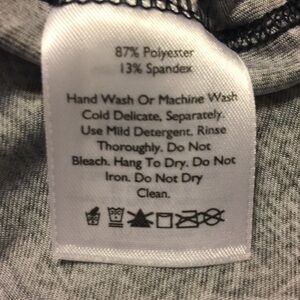 87% Polyester
13% Spandex
Hand Wash Or Machine Wash
Cold Delicate, Separately.
Use Mild Detergent. Rinse
Thoroughly. Do Not
Bleach. Hang To Dry. Do Not
Iron. Do Not Dry
Clean.